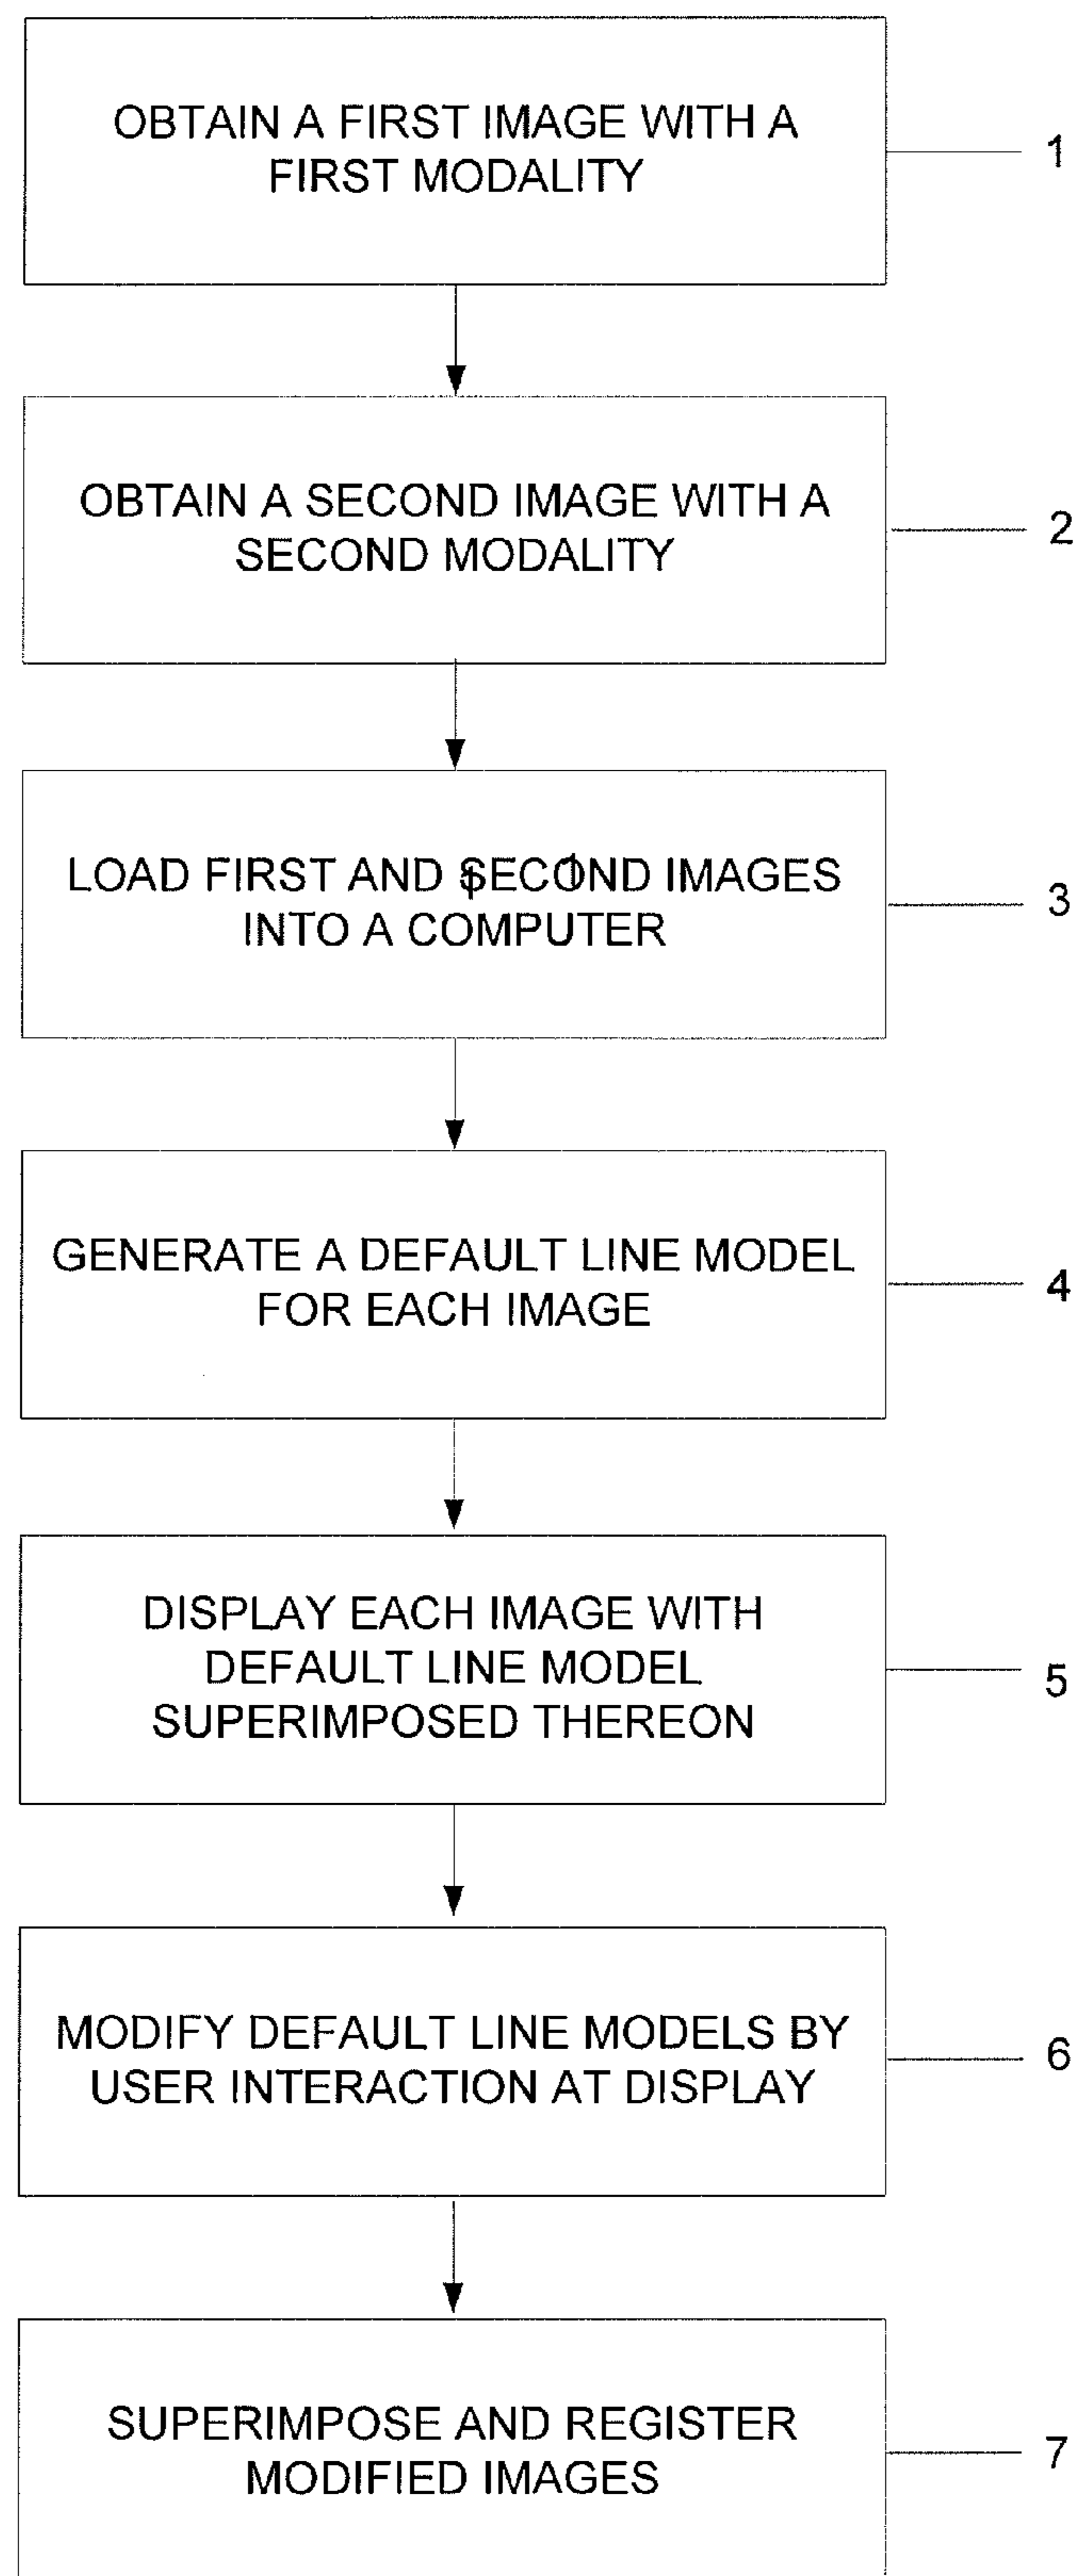 OBTAIN A FIRST IMAGE WITH A
FIRST MODALITY
1
OBTAIN A SECOND IMAGE WITH A
SECOND MODALITY
2
LOAD FIRST AND SECOND IMAGES
INTO A COMPUTER
3
GENERATE A DEFAULT LINE MODEL
FOR EACH IMAGE
4
DISPLAY EACH IMAGE WITH
DEFAULT LINE MODEL
SUPERIMPOSED THEREON
5
MODIFY DEFAULT LINE MODELS BY
USER INTERACTION AT DISPLAY
6
SUPERIMPOSE AND REGISTER
MODIFIED IMAGES
7